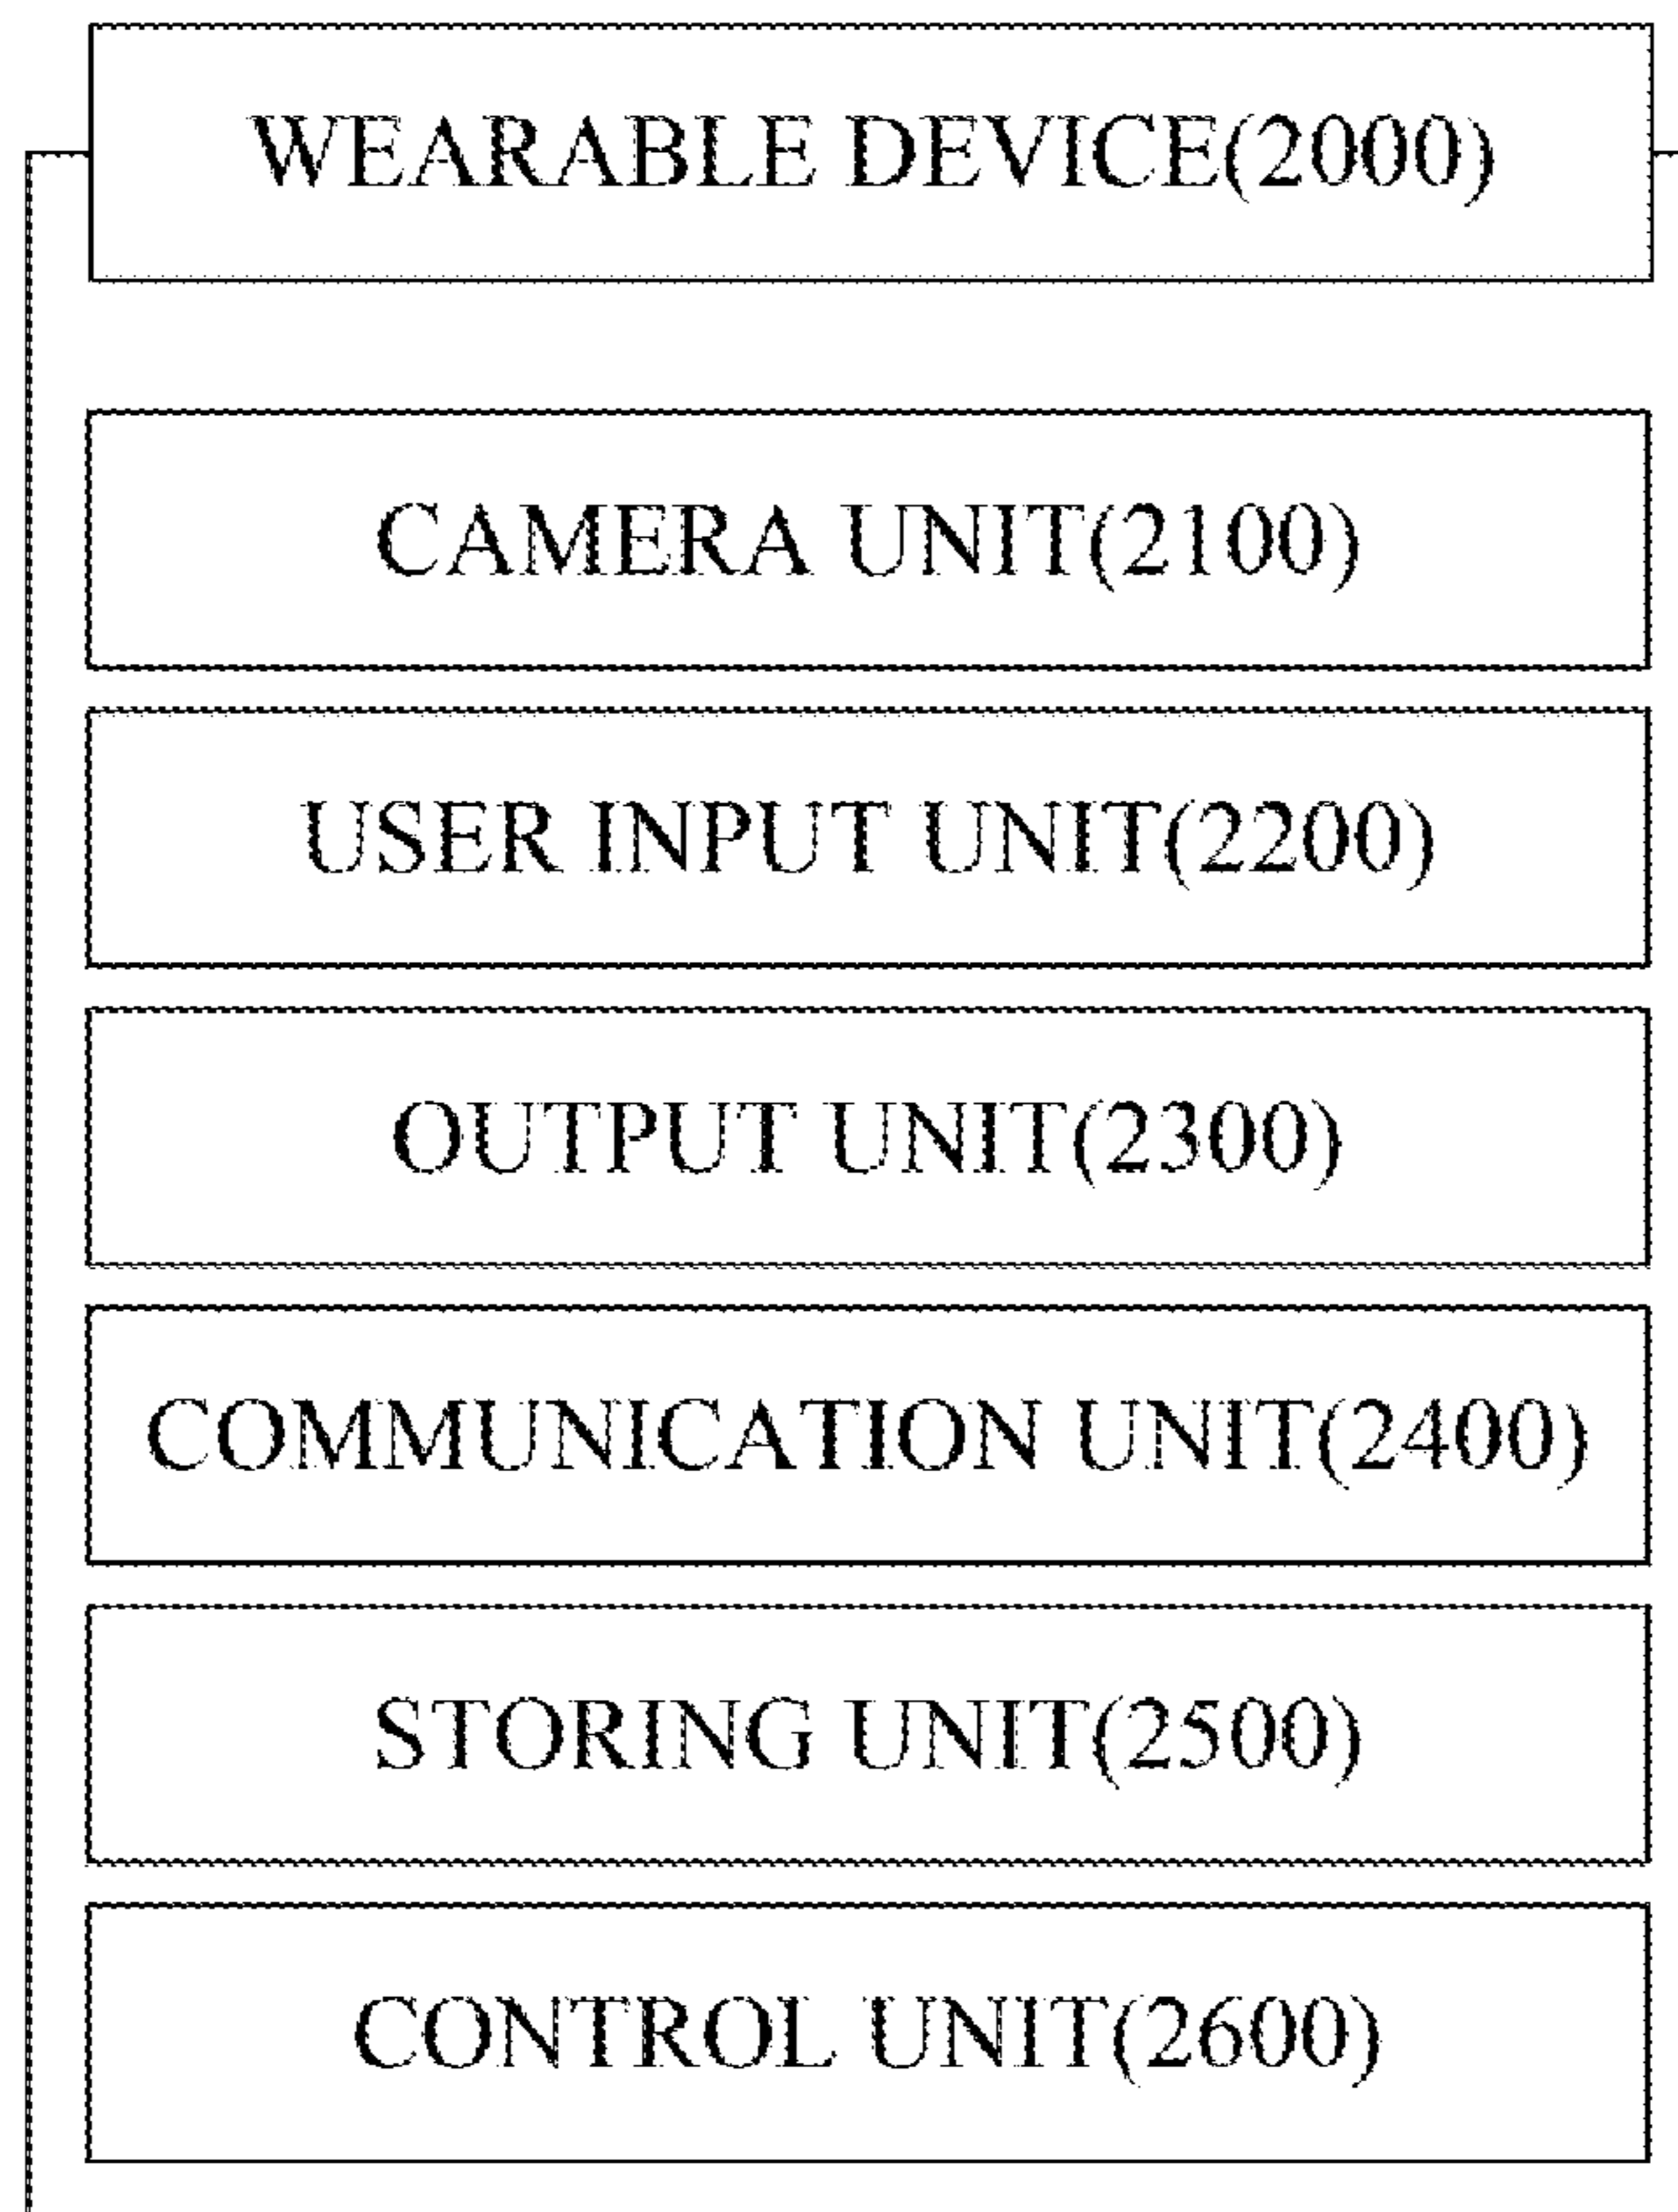 WEARABLE DEVICE(2000)
CAMERA UNIT(2100)
USER INPUT UNIT(2200)
OUTPUT UNIT(2300)
COMMUNICATION UNIT(2400)
STORING UNIT(2500)
CONTROL UNIT(2600)